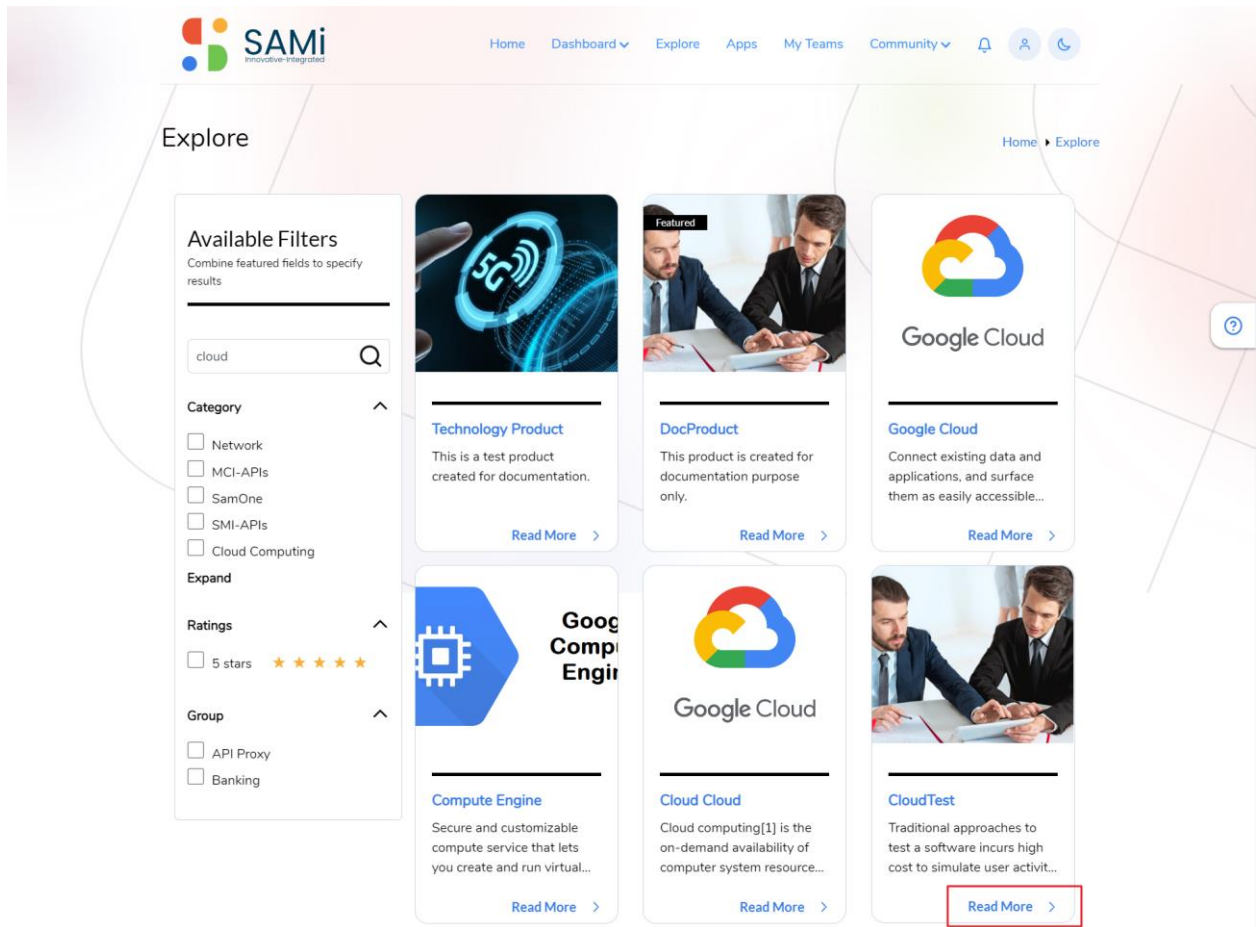 SAMi
Innovative-Integrated
Home Dashboard Explore Apps My Teams Community
Explore
Home Explore
Available Filters
Combine featured fields to specify
results
cloud
Category
Network
MCI-APIs
SamOne
SMI-APIs
Cloud Computing
Expand
Ratings
5 stars
Group
API Proxy
Banking
5G
Technology Product
This is a test product
created for documentation.
Read More
Featured
DocProduct
This product is created for
documentation purpose
only.
Read More
Google Cloud
Google Cloud
Connect existing data and
applications, and surface
them as easily accessible...
Read More
Goog
Comp
Engin
Compute Engine
Secure and customizable
compute service that lets
you create and run virtual...
Read More
Google Cloud
Cloud Cloud
Cloud computing[1] is the
on-demand availability of
computer system resource...
Read More
CloudTest
Traditional approaches to
test a software incurs high
cost to simulate user activit...
Read More